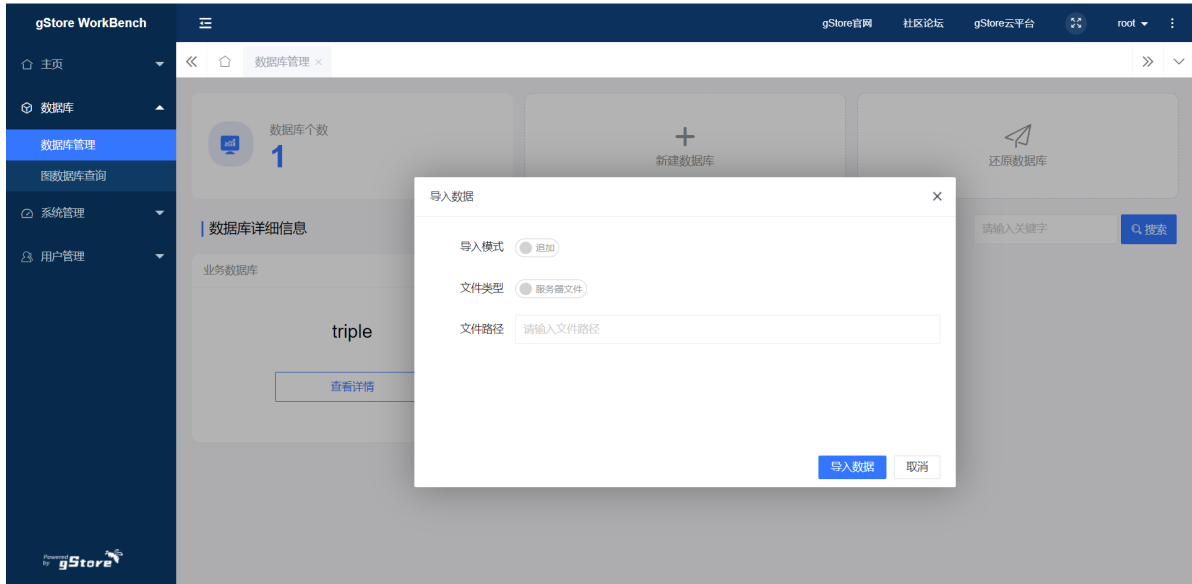 gStore WorkBench
gStore官网 社区论坛 gStore云平台 root
主页
数据库管理 ×
数据库
数据库管理
图数据库查询
系统管理
用户管理
数据库个数
1
新建数据库
还原数据库
数据库详细信息
请输入关键字 搜索
业务数据库
triple
查看详情
导入数据
导入模式 追加
文件类型 服务器文件
文件路径 请输入文件路径
导入数据 取消
Powered by gStore